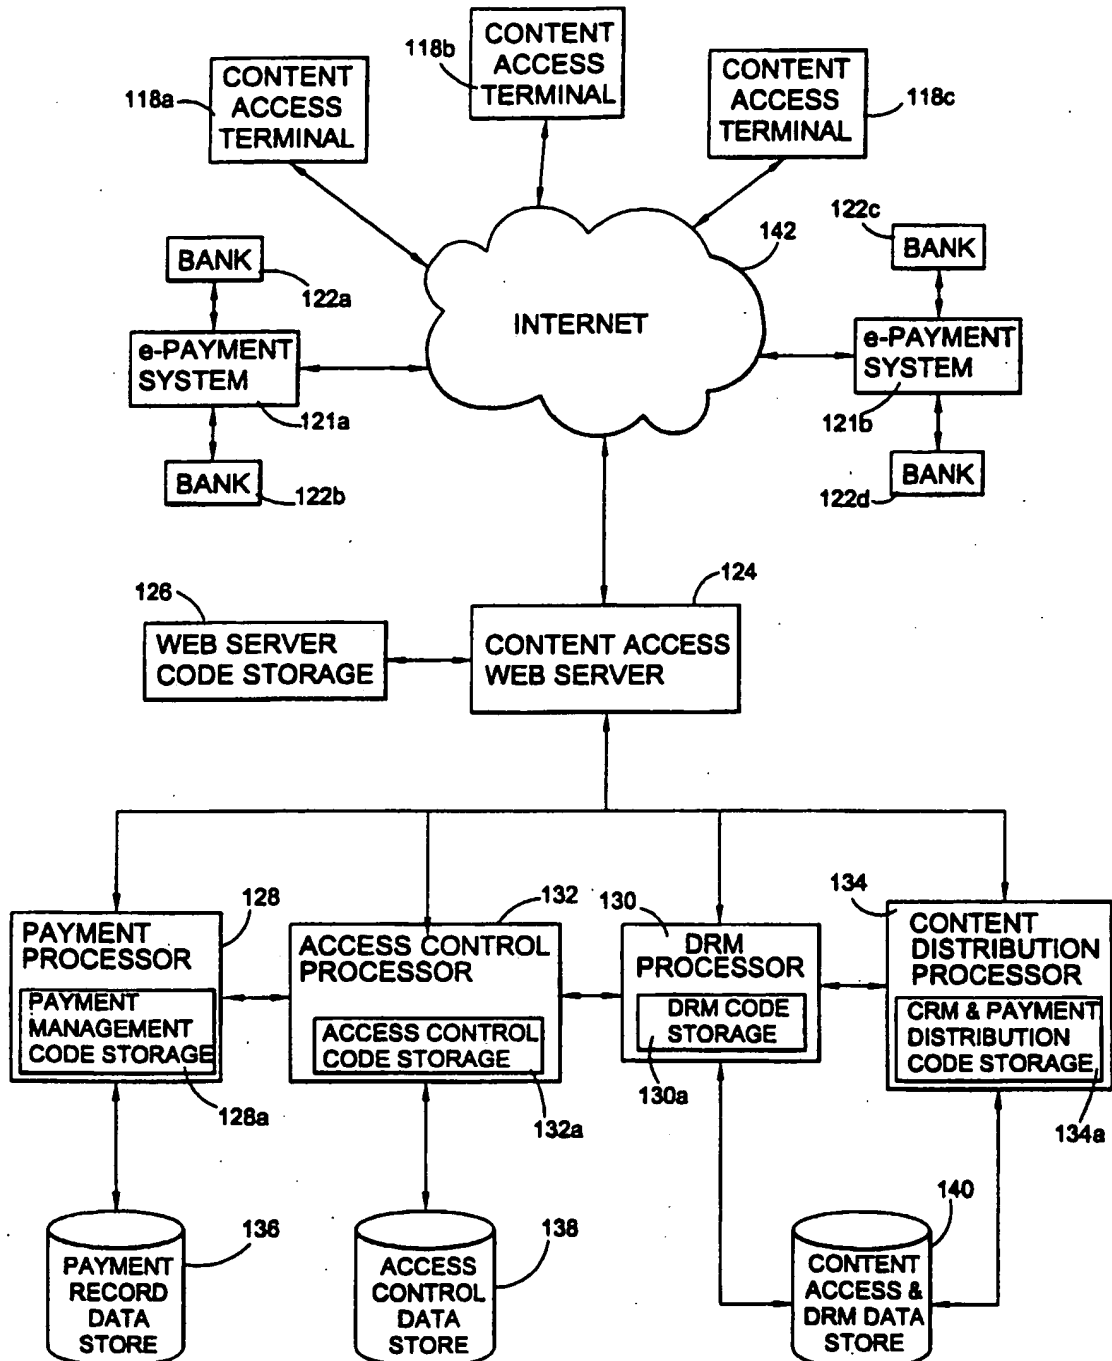 CONTENT
ACCESS
TERMINAL
118a
118b
CONTENT
ACCESS
TERMINAL
CONTENT
ACCESS
TERMINAL
118c
142
INTERNET
BANK
122a
e-PAYMENT
SYSTEM
121a
BANK
122b
122c
BANK
e-PAYMENT
SYSTEM
121b
BANK
122d
126
WEB SERVER
CODE STORAGE
124
CONTENT ACCESS
WEB SERVER
128
PAYMENT
PROCESSOR
PAYMENT
MANAGEMENT
CODE STORAGE
128a
132
ACCESS CONTROL
PROCESSOR
ACCESS CONTROL
CODE STORAGE
132a
130
DRM
PROCESSOR
DRM CODE
STORAGE
130a
134
CONTENT
DISTRIBUTION
PROCESSOR
CRM & PAYMENT
DISTRIBUTION
CODE STORAGE
134a
136
PAYMENT
RECORD
DATA
STORE
138
ACCESS
CONTROL
DATA
STORE
140
CONTENT
ACCESS &
DRM DATA
STORE